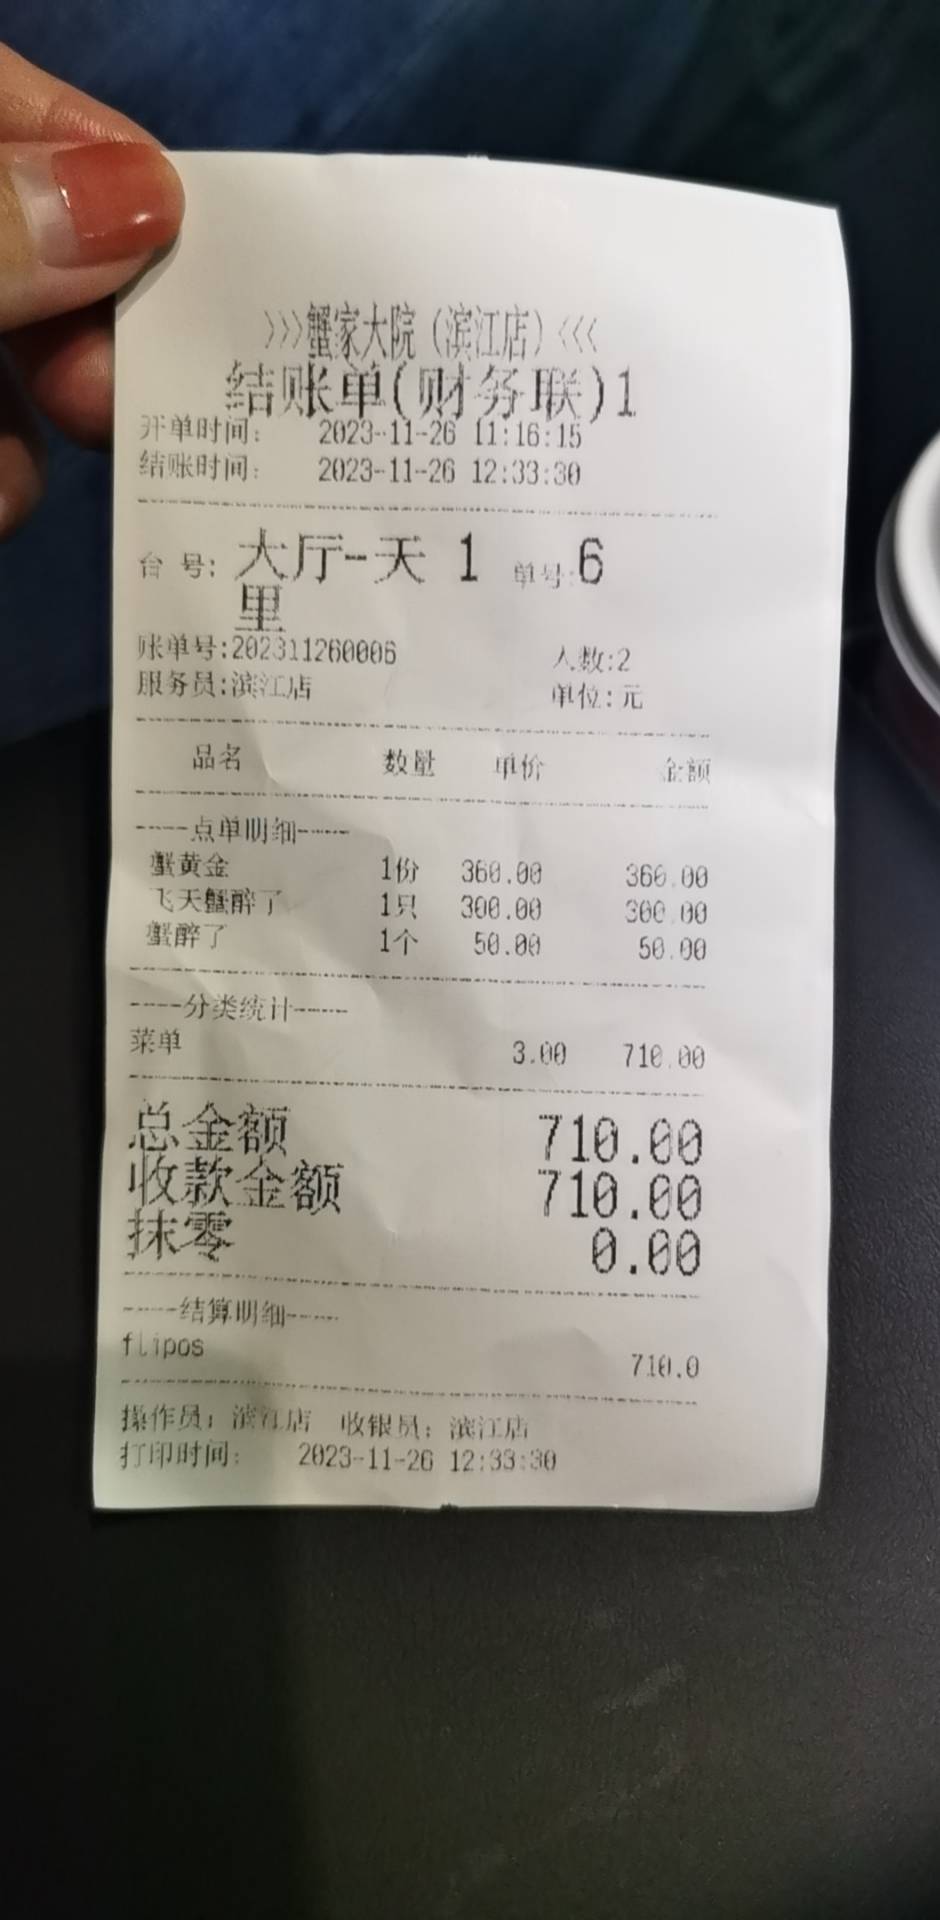 >>>蟹家大院（滨江店）<<<
结账单(财务联)1
开单时间： 2023-11-26 11:16:15
结账时间： 2023-11-26 12:33:30
台 号: 大厅-天 1 单号:6
里
账单号:202311260006 人数:2
服务员:滨江店 单位:元
品名 数量 单价 金额
----点单明细----
蟹黄金 1份 360.00 360.00
飞天蟹醉了 1只 300.00 300.00
蟹醉了 1个 50.00 50.00
----分类统计----
菜单 3.00 710.00
总金额 710.00
收款金额 710.00
抹零 0.00
----结算明细----
flipos 710.0
操作员：滨江店 收银员：滨江店
打印时间： 2023-11-26 12:33:30